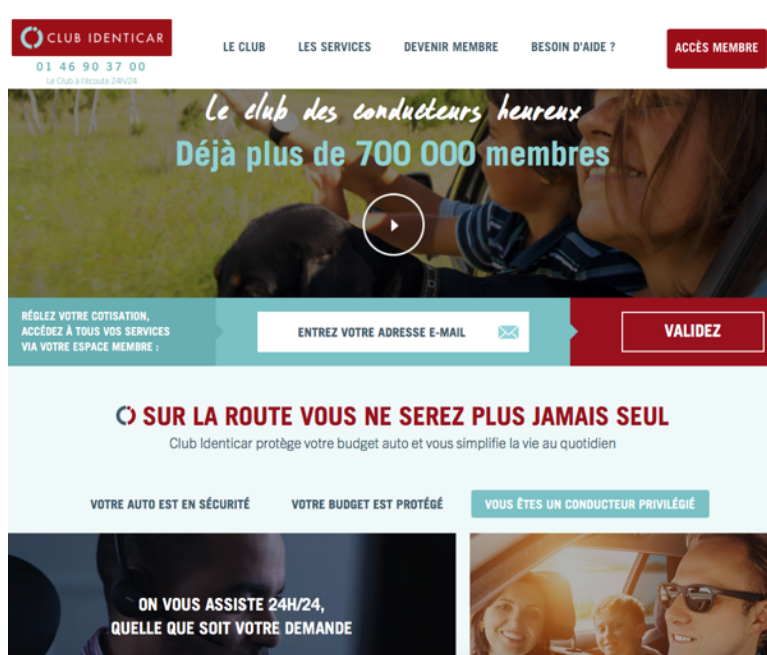 CLUB IDENTICAR
01 46 90 37 00
Le Club à l'écoute 24h/24
LE CLUB
LES SERVICES
DEVENIR MEMBRE
BESOIN D'AIDE ?
ACCÈS MEMBRE
Le club des conducteurs heureux
Déjà plus de 700 000 membres
RÉGLEZ VOTRE COTISATION,
ACCÉDEZ À TOUS VOS SERVICES
VIA VOTRE ESPACE MEMBRE :
ENTREZ VOTRE ADRESSE E-MAIL
VALIDEZ
SUR LA ROUTE VOUS NE SEREZ PLUS JAMAIS SEUL
Club Identicar protège votre budget auto et vous simplifie la vie au quotidien
VOTRE AUTO EST EN SÉCURITÉ
VOTRE BUDGET EST PROTÉGÉ
VOUS ÊTES UN CONDUCTEUR PRIVILÉGIÉ
ON VOUS ASSISTE 24H/24,
QUELLE QUE SOIT VOTRE DEMANDE